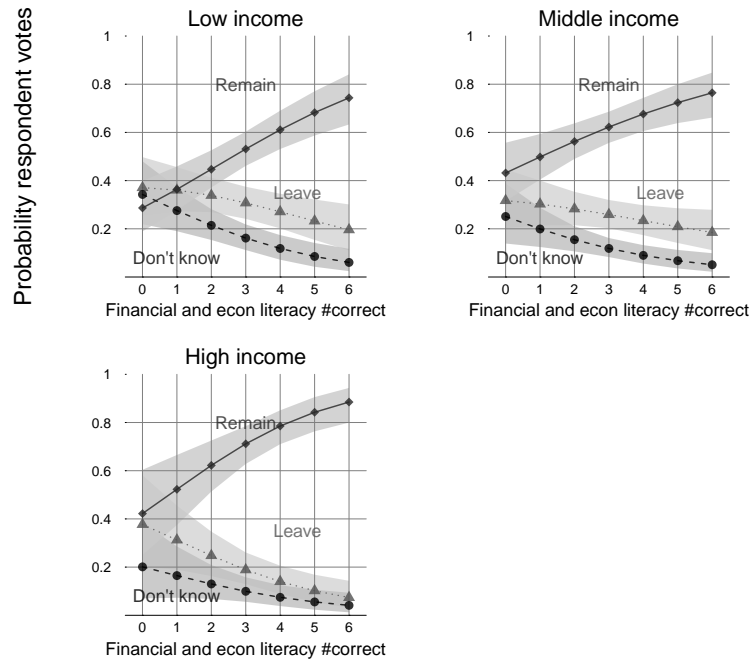 Probability respondent votes
Low income
1
0.8
0.6
0.4
0.2
Remain
Leave
Don't know
0 1 2 3 4 5 6
Financial and econ literacy #correct
Middle income
1
0.8
0.6
0.4
0.2
Remain
Leave
Don't know
0 1 2 3 4 5 6
Financial and econ literacy #correct
High income
1
0.8
0.6
0.4
0.2
Remain
Leave
Don't know
0 1 2 3 4 5 6
Financial and econ literacy #correct